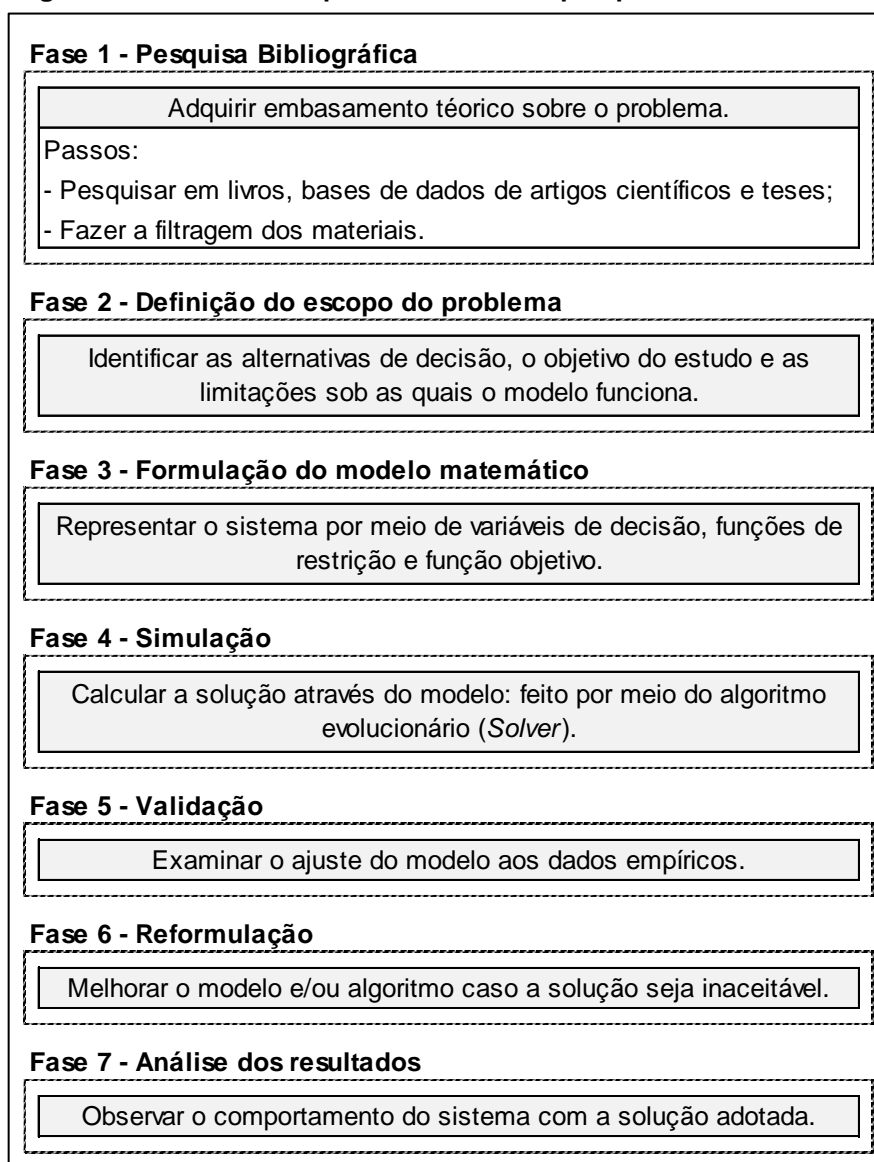 Fase 1 - Pesquisa Bibliográfica
Adquirir embasamento téorico sobre o problema.
Passos:
- Pesquisar em livros, bases de dados de artigos científicos e teses;
- Fazer a filtragem dos materiais.
Fase 2 - Definição do escopo do problema
Identificar as alternativas de decisão, o objetivo do estudo e as
limitações sob as quais o modelo funciona.
Fase 3 - Formulação do modelo matemático
Representar o sistema por meio de variáveis de decisão, funções de
restrição e função objetivo.
Fase 4 - Simulação
Calcular a solução através do modelo: feito por meio do algoritmo
evolucionário (Solver).
Fase 5 - Validação
Examinar o ajuste do modelo aos dados empíricos.
Fase 6 - Reformulação
Melhorar o modelo e/ou algoritmo caso a solução seja inaceitável.
Fase 7 - Análise dos resultados
Observar o comportamento do sistema com a solução adotada.